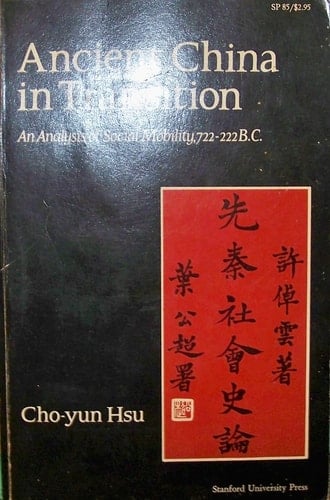 SP 85/$2.95
Ancient China
in Transition
An Analysis of Social Mobility, 722-222 B.C.
許倬雲著
先秦社會史論
葉公超署
Cho-yun Hsu
Stanford University Press